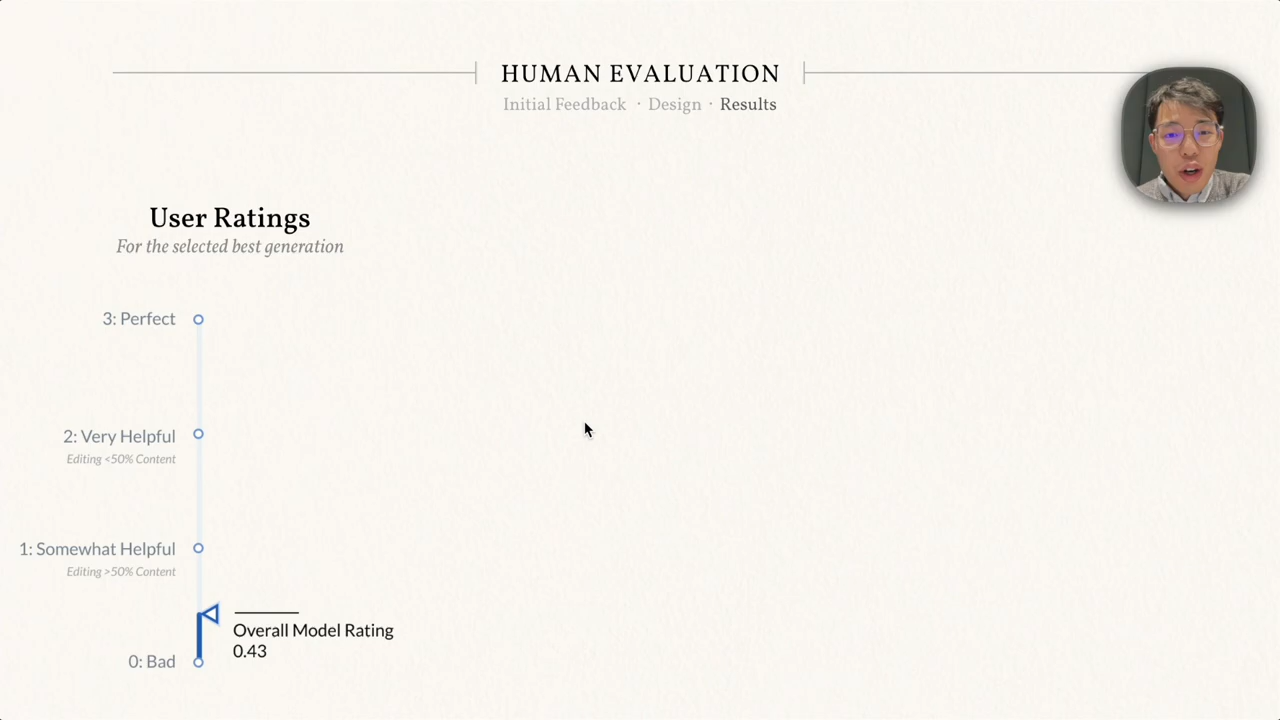 HUMAN EVALUATION
Initial Feedback · Design · Results
User Ratings
For the selected best generation
3: Perfect
2: Very Helpful
Editing <50% Content
1: Somewhat Helpful
Editing >50% Content
Overall Model Rating
0.43
0: Bad